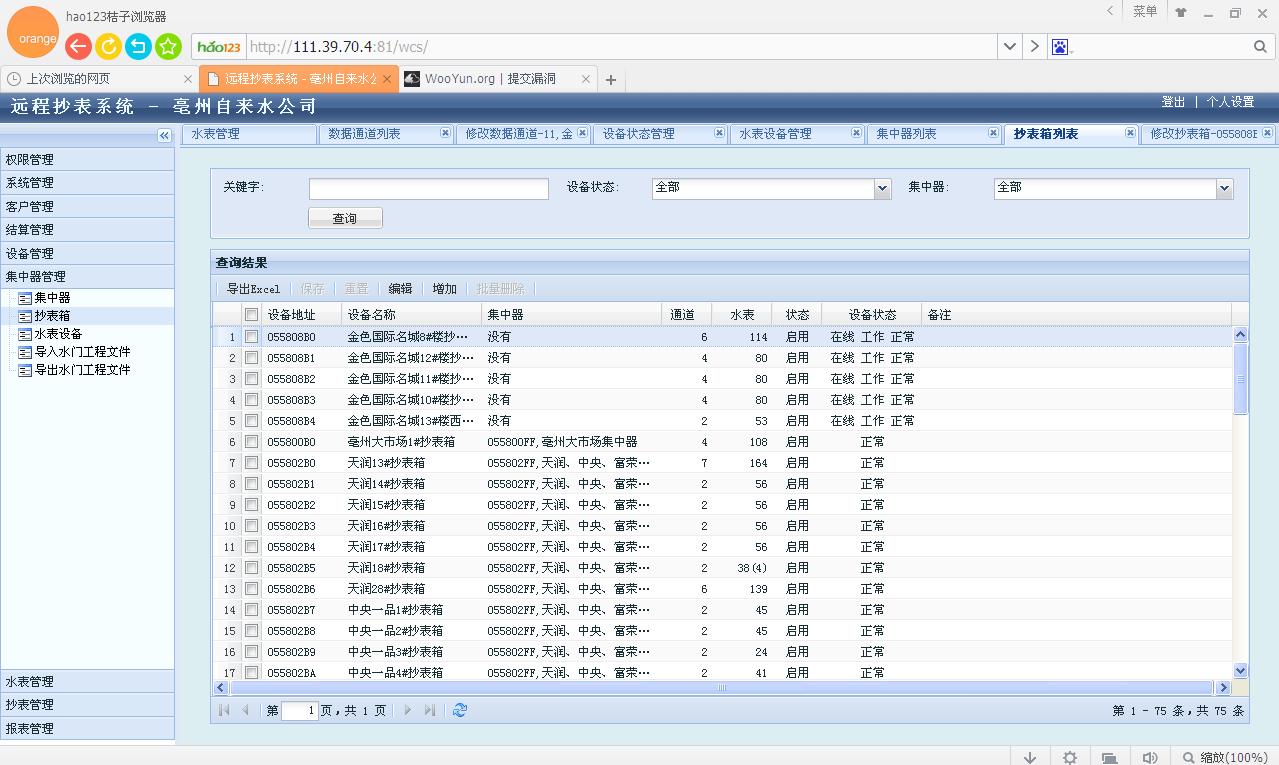 hao123桔子浏览器
菜单
orange
hao123 http://111.39.70.4:81/wcs/
上次浏览的网页
远程抄表系统 - 亳州自来水公
WooYun.org | 提交漏洞
远程抄表系统 - 亳州自来水公司
登出 | 个人设置
水表管理 数据通道列表 修改数据通道-11,金 设备状态管理 水表设备管理 集中器列表 抄表箱列表 修改抄表箱-055808B
权限管理
系统管理
客户管理
结算管理
设备管理
集中器管理
集中器
抄表箱
水表设备
导入水门工程文件
导出水门工程文件
水表管理
抄表管理
报表管理
关键字: 设备状态: 全部 集中器: 全部
查询
查询结果
导出Excel 保存 重置 编辑 增加 批量删除
设备地址 设备名称 集中器 通道 水表 状态 设备状态 备注
1 055808B0 金色国际名城8#楼抄… 没有 6 114 启用 在线 工作 正常
2 055808B1 金色国际名城12#楼抄… 没有 4 80 启用 在线 工作 正常
3 055808B2 金色国际名城11#楼抄… 没有 4 80 启用 在线 工作 正常
4 055808B3 金色国际名城10#楼抄… 没有 4 80 启用 在线 工作 正常
5 055808B4 金色国际名城13#楼西… 没有 2 53 启用 在线 工作 正常
6 055800B0 亳州大市场1#抄表箱 055800FF,亳州大市场集中器 4 108 启用 正常
7 055802B0 天润13#抄表箱 055802FF,天润、中央、富荣… 7 164 启用 正常
8 055802B1 天润14#抄表箱 055802FF,天润、中央、富荣… 2 56 启用 正常
9 055802B2 天润15#抄表箱 055802FF,天润、中央、富荣… 2 56 启用 正常
10 055802B3 天润16#抄表箱 055802FF,天润、中央、富荣… 2 56 启用 正常
11 055802B4 天润17#抄表箱 055802FF,天润、中央、富荣… 2 56 启用 正常
12 055802B5 天润18#抄表箱 055802FF,天润、中央、富荣… 2 38(4) 启用 正常
13 055802B6 天润28#抄表箱 055802FF,天润、中央、富荣… 6 139 启用 正常
14 055802B7 中央一品1#抄表箱 055802FF,天润、中央、富荣… 2 45 启用 正常
15 055802B8 中央一品2#抄表箱 055802FF,天润、中央、富荣… 2 45 启用 正常
16 055802B9 中央一品3#抄表箱 055802FF,天润、中央、富荣… 2 24 启用 正常
17 055802BA 中央一品4#抄表箱 055802FF,天润、中央、富荣… 2 41 启用 正常
第 1 页,共 1 页
第 1 - 75 条,共 75 条
缩放(100%)